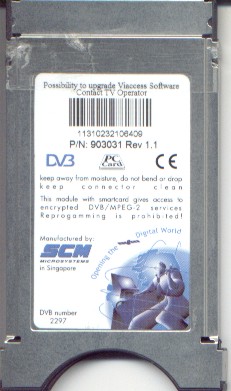 Possibility to upgrade Viaccess Software
Contact TV Operator
11310232106409
P/N: 903031 Rev 1.1
DVB
PC Card
CE
keep away from moisture, do not bend or drop
keep connector clean
This module with smartcard gives access to
encrypted DVB/MPEG-2 services
Reprogamming is prohibited!
Manufactured by:
SCM
MICROSYSTEMS
in Singapore
Opening the Digital World
DVB number
2297